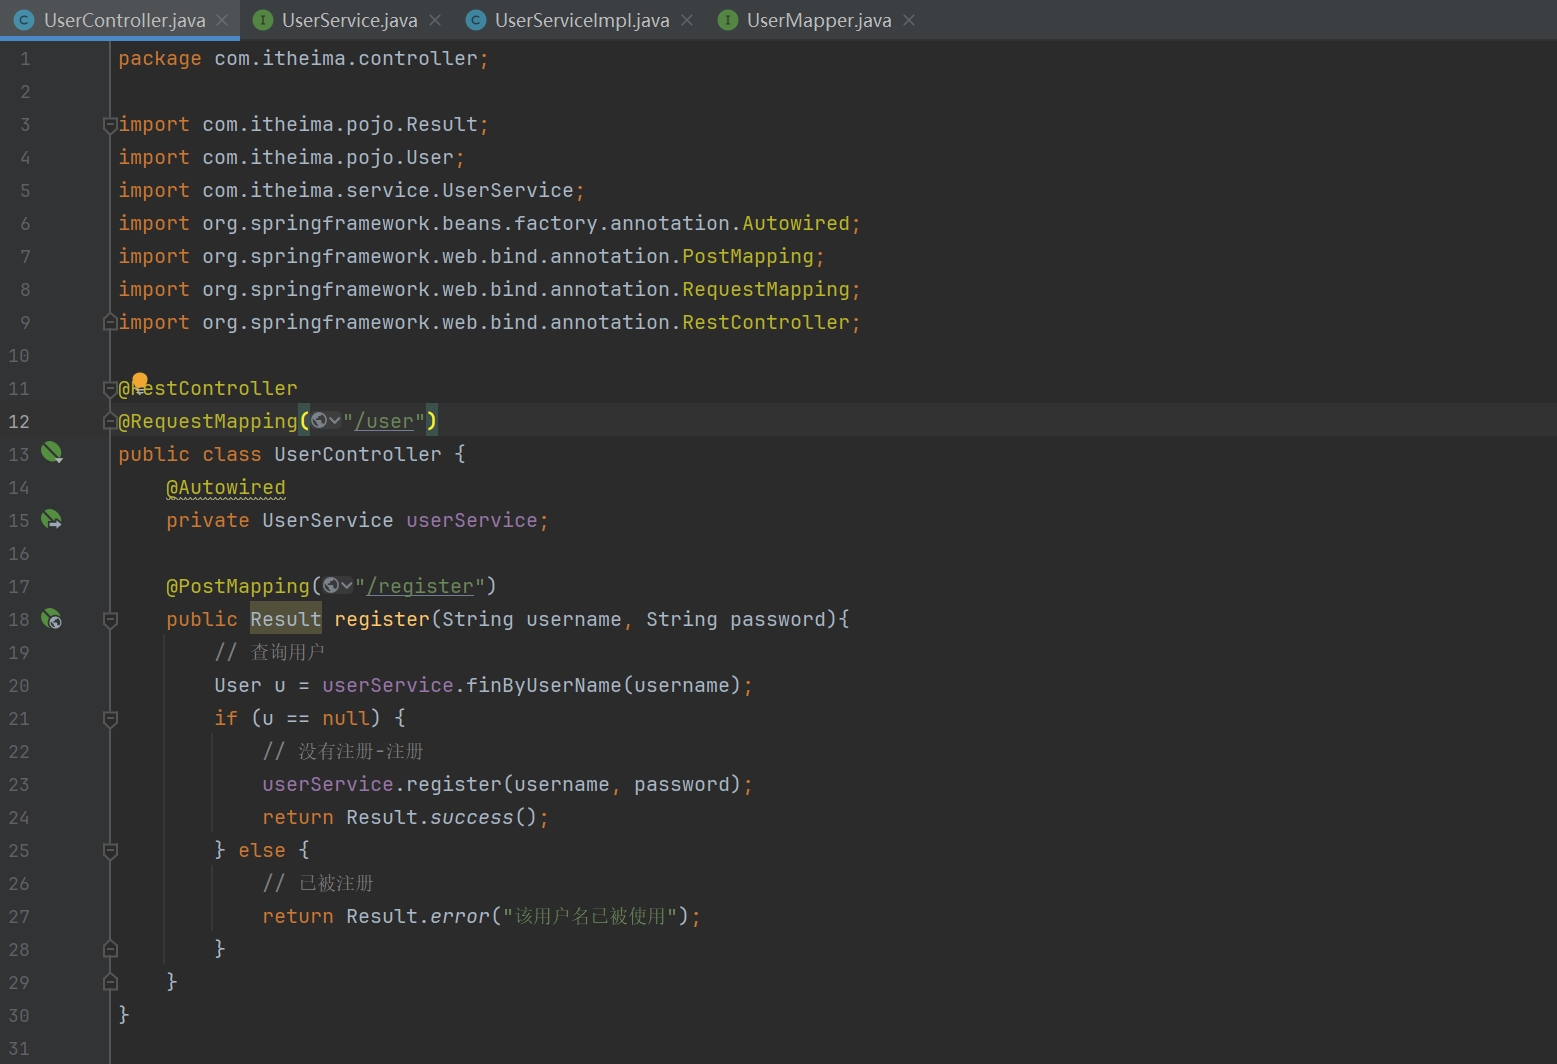 UserController.java UserService.java UserServiceImpl.java UserMapper.java
1 package com.itheima.controller;
2
3 import com.itheima.pojo.Result;
4 import com.itheima.pojo.User;
5 import com.itheima.service.UserService;
6 import org.springframework.beans.factory.annotation.Autowired;
7 import org.springframework.web.bind.annotation.PostMapping;
8 import org.springframework.web.bind.annotation.RequestMapping;
9 import org.springframework.web.bind.annotation.RestController;
10
11 @RestController
12 @RequestMapping("/user")
13 public class UserController {
14 @Autowired
15 private UserService userService;
16
17 @PostMapping("/register")
18 public Result register(String username, String password){
19 // 查询用户
20 User u = userService.finByUserName(username);
21 if (u == null) {
22 // 没有注册-注册
23 userService.register(username, password);
24 return Result.success();
25 } else {
26 // 已被注册
27 return Result.error("该用户名已被使用");
28 }
29 }
30 }
31